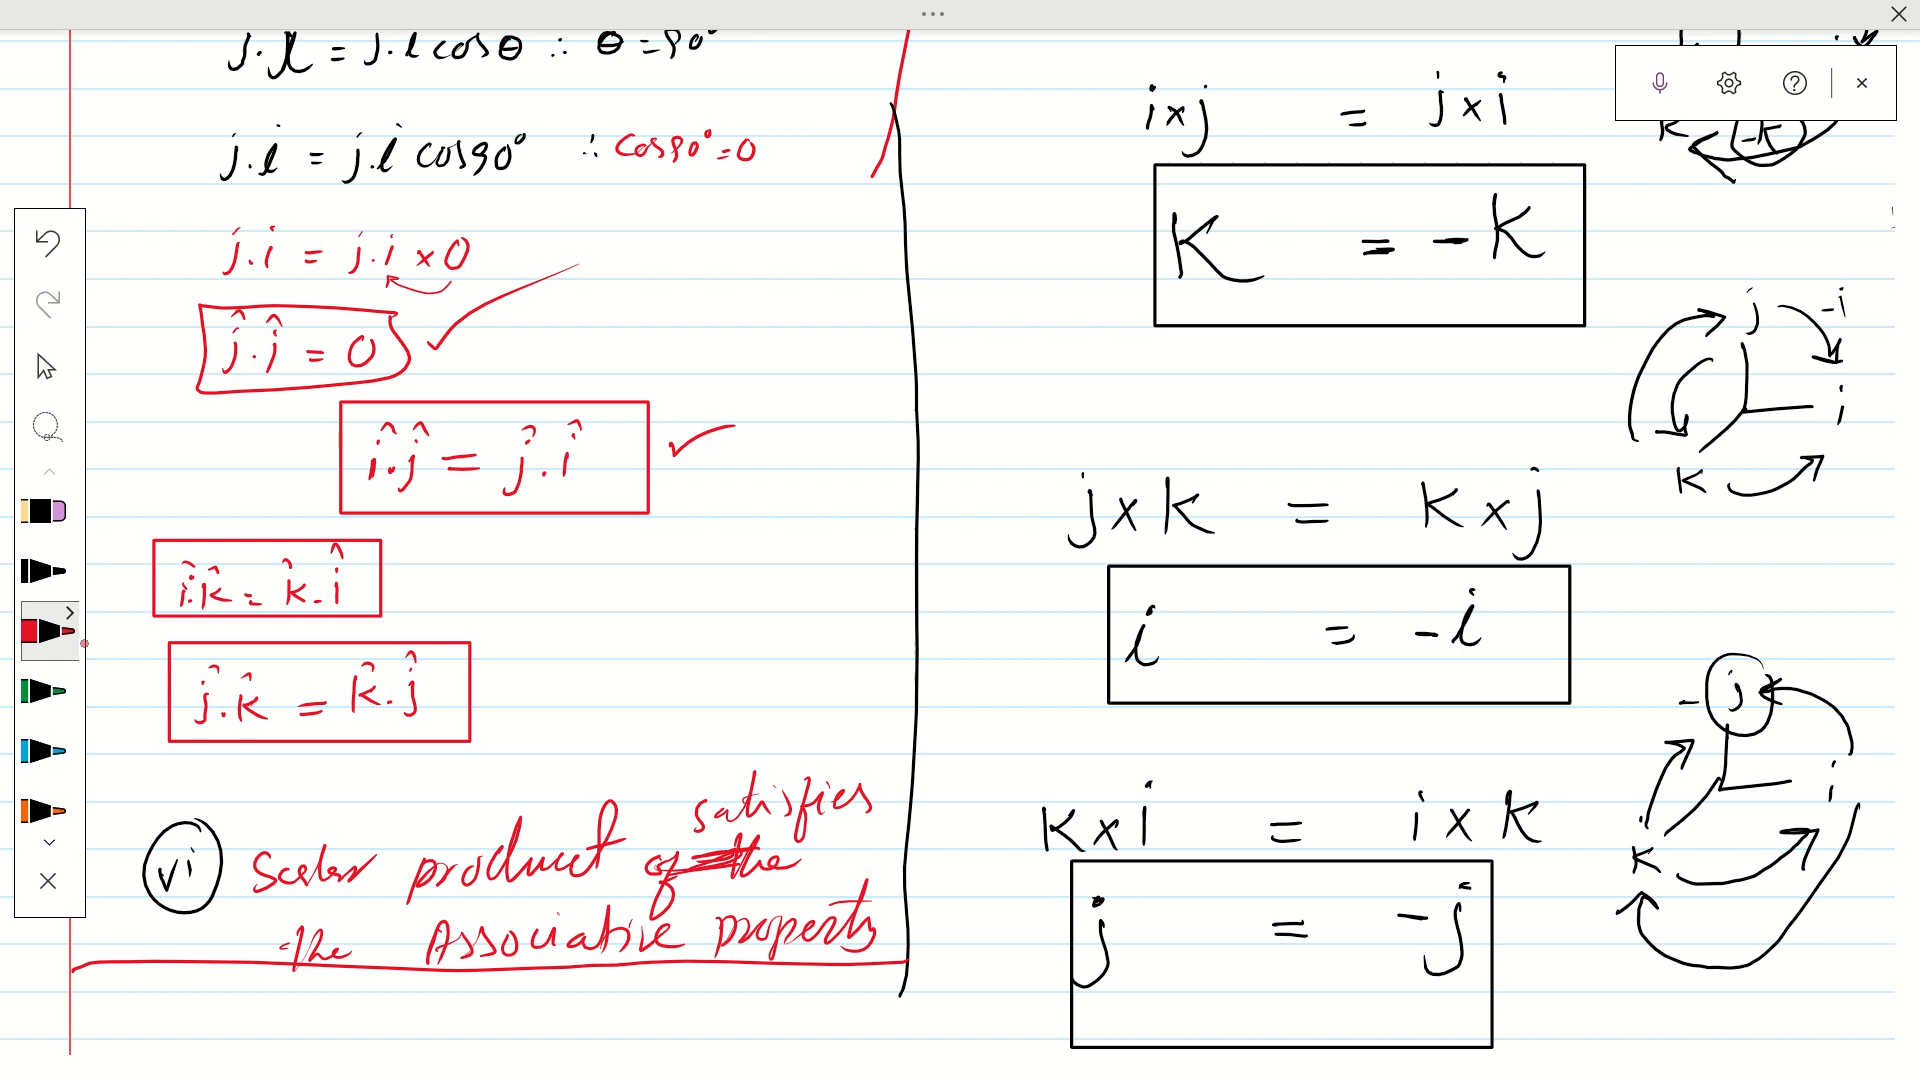 j.i = j.i cosθ ∴ θ = 90°
j.i = j.i cos90° ∴ cos90° = 0
j.i = j.i × 0
ĵ.ĵ = 0
î.ĵ = ĵ.î
î.k̂ = k̂.î
ĵ.k̂ = k̂.ĵ
(vi) Scalar product satisfies
the Associative property
i×j = j×i
K = -K
j×k = k×j
i = -i
k×i = i×k
j = -j
K -K
j -i
i
K
- j
i
K